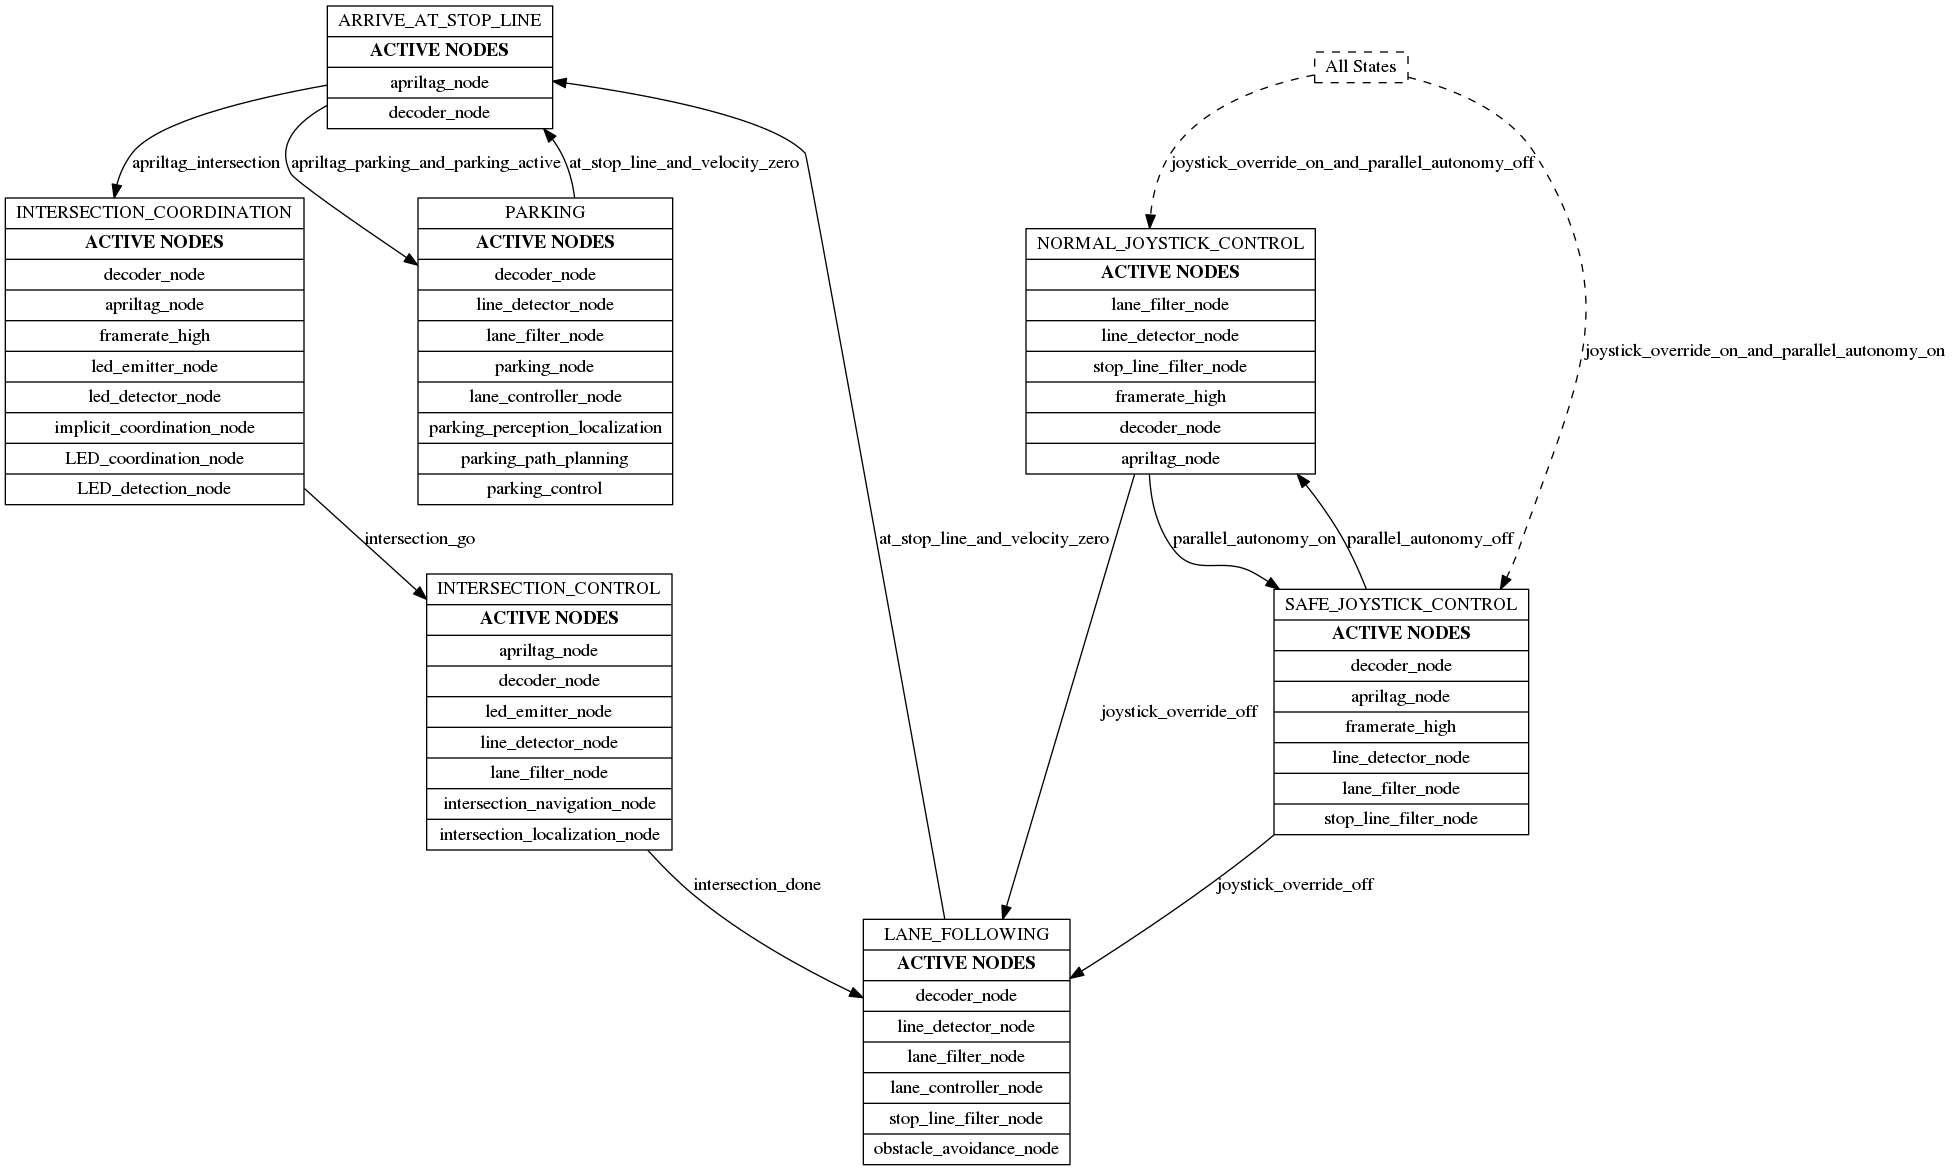 ARRIVE_AT_STOP_LINE
ACTIVE NODES
apriltag_node
decoder_node
All States
apriltag_intersection
apriltag_parking_and_parking_active
at_stop_line_and_velocity_zero
joystick_override_on_and_parallel_autonomy_off
INTERSECTION_COORDINATION
ACTIVE NODES
decoder_node
apriltag_node
framerate_high
led_emitter_node
led_detector_node
implicit_coordination_node
LED_coordination_node
LED_detection_node
PARKING
ACTIVE NODES
decoder_node
line_detector_node
lane_filter_node
parking_node
lane_controller_node
parking_perception_localization
parking_path_planning
parking_control
NORMAL_JOYSTICK_CONTROL
ACTIVE NODES
lane_filter_node
line_detector_node
stop_line_filter_node
framerate_high
decoder_node
apriltag_node
joystick_override_on_and_parallel_autonomy_on
intersection_go
at_stop_line_and_velocity_zero
parallel_autonomy_on
parallel_autonomy_off
INTERSECTION_CONTROL
ACTIVE NODES
apriltag_node
decoder_node
led_emitter_node
line_detector_node
lane_filter_node
intersection_navigation_node
intersection_localization_node
joystick_override_off
SAFE_JOYSTICK_CONTROL
ACTIVE NODES
decoder_node
apriltag_node
framerate_high
line_detector_node
lane_filter_node
stop_line_filter_node
intersection_done
joystick_override_off
LANE_FOLLOWING
ACTIVE NODES
decoder_node
line_detector_node
lane_filter_node
lane_controller_node
stop_line_filter_node
obstacle_avoidance_node